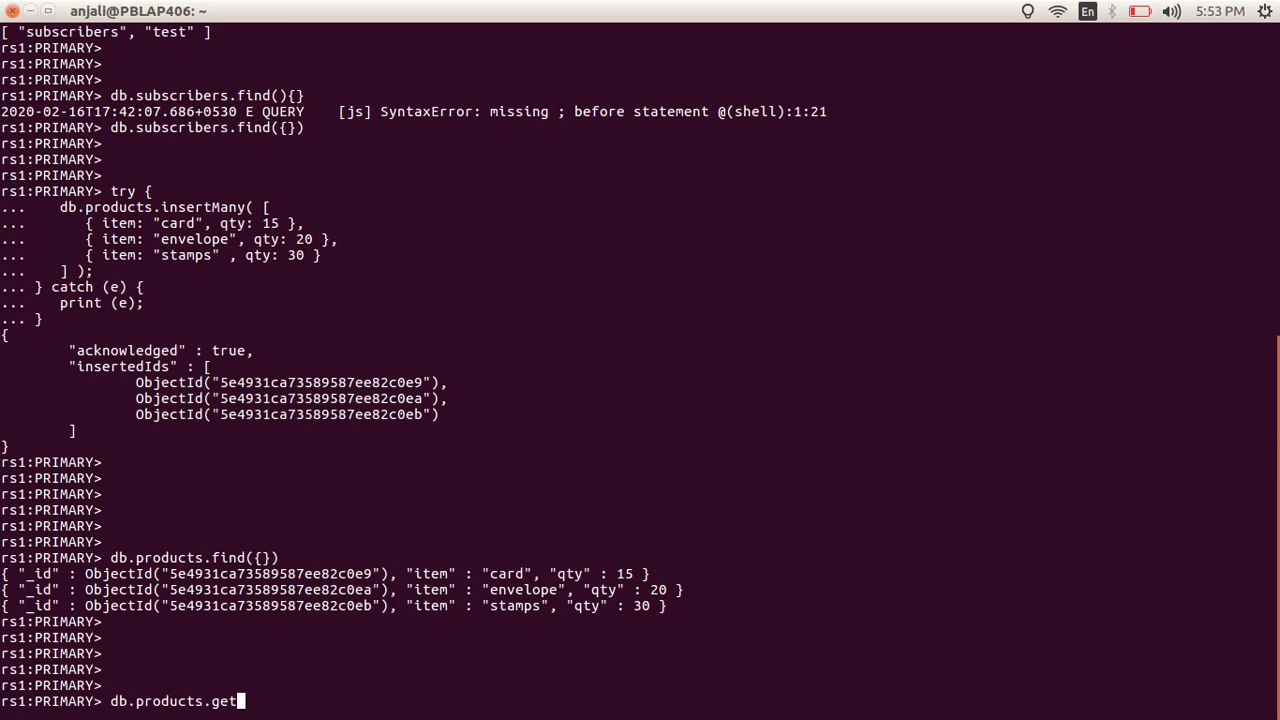 anjali@PBLAP406: ~
En
5:53 PM
[ "subscribers", "test" ]
rs1:PRIMARY>
rs1:PRIMARY>
rs1:PRIMARY>
rs1:PRIMARY> db.subscribers.find(){}
2020-02-16T17:42:07.686+0530 E QUERY    [js] SyntaxError: missing ; before statement @(shell):1:21
rs1:PRIMARY> db.subscribers.find({})
rs1:PRIMARY>
rs1:PRIMARY>
rs1:PRIMARY>
rs1:PRIMARY> try {
...    db.products.insertMany( [
...       { item: "card", qty: 15 },
...       { item: "envelope", qty: 20 },
...       { item: "stamps" , qty: 30 }
...    ] );
... } catch (e) {
...    print (e);
... }
{
        "acknowledged" : true,
        "insertedIds" : [
                ObjectId("5e4931ca73589587ee82c0e9"),
                ObjectId("5e4931ca73589587ee82c0ea"),
                ObjectId("5e4931ca73589587ee82c0eb")
        ]
}
rs1:PRIMARY>
rs1:PRIMARY>
rs1:PRIMARY>
rs1:PRIMARY>
rs1:PRIMARY>
rs1:PRIMARY>
rs1:PRIMARY> db.products.find({})
{ "_id" : ObjectId("5e4931ca73589587ee82c0e9"), "item" : "card", "qty" : 15 }
{ "_id" : ObjectId("5e4931ca73589587ee82c0ea"), "item" : "envelope", "qty" : 20 }
{ "_id" : ObjectId("5e4931ca73589587ee82c0eb"), "item" : "stamps", "qty" : 30 }
rs1:PRIMARY>
rs1:PRIMARY>
rs1:PRIMARY>
rs1:PRIMARY>
rs1:PRIMARY>
rs1:PRIMARY> db.products.get